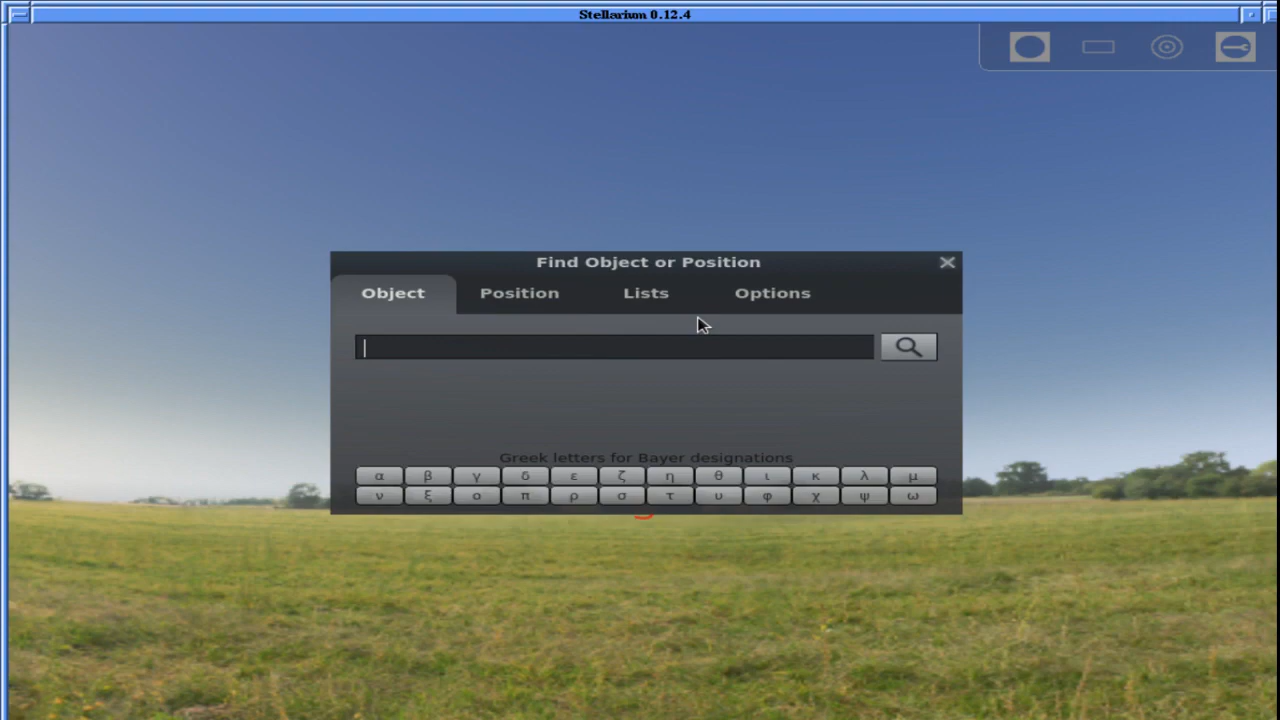 Stellarium 0.12.4
Find Object or Position
Object Position Lists Options
Greek letters for Bayer designations
α β γ δ ε ζ η θ ι κ λ μ
ν ξ ο π ρ σ τ υ φ χ ψ ω